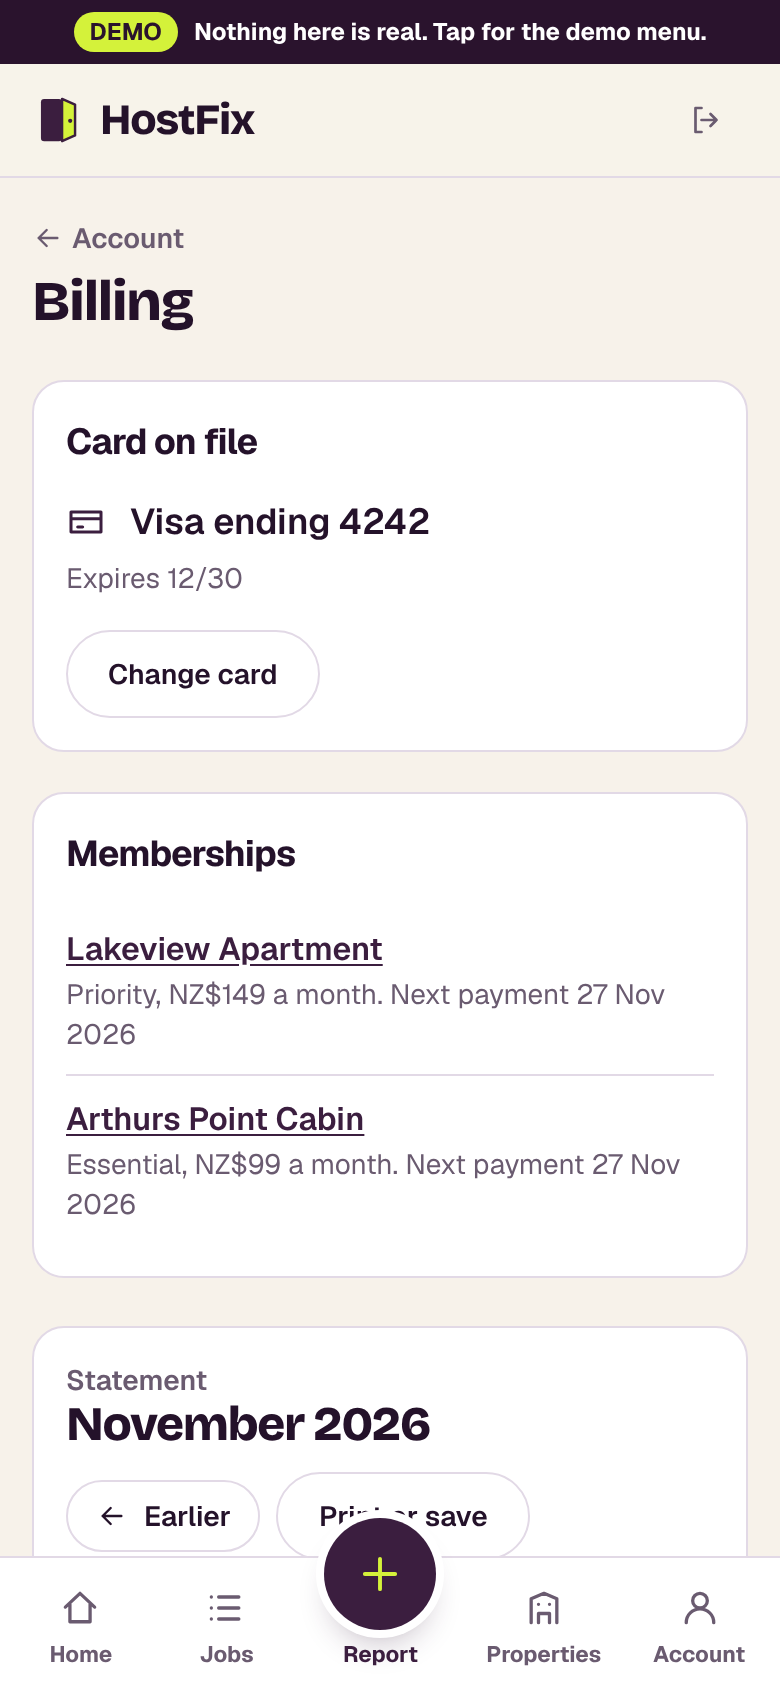 DEMO Nothing here is real. Tap for the demo menu.
HostFix
Account
Billing
Card on file
Visa ending 4242
Expires 12/30
Change card
Memberships
Lakeview Apartment
Priority, NZ$149 a month. Next payment 27 Nov
2026
Arthurs Point Cabin
Essential, NZ$99 a month. Next payment 27 Nov
2026
Statement
November 2026
Earlier
Print or save
Home
Jobs
Report
Properties
Account